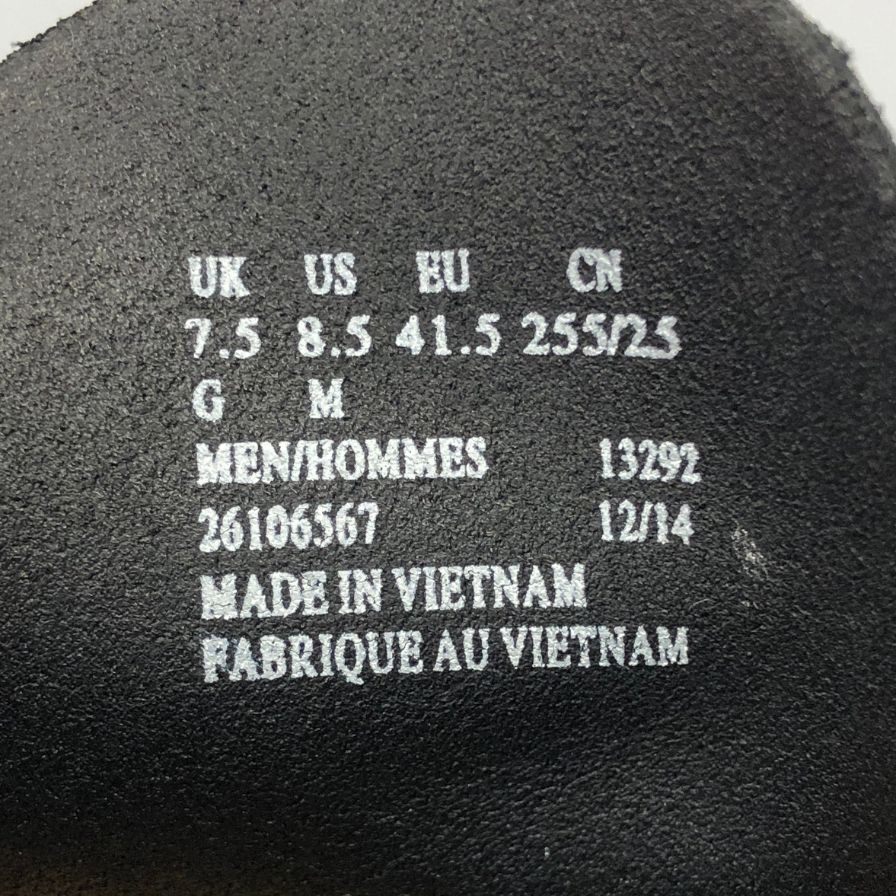 UK US EU CN
7.5 8.5 41.5 255/25
G M
MEN/HOMMES 13292
26106567 12/14
MADE IN VIETNAM
FABRIQUE AU VIETNAM